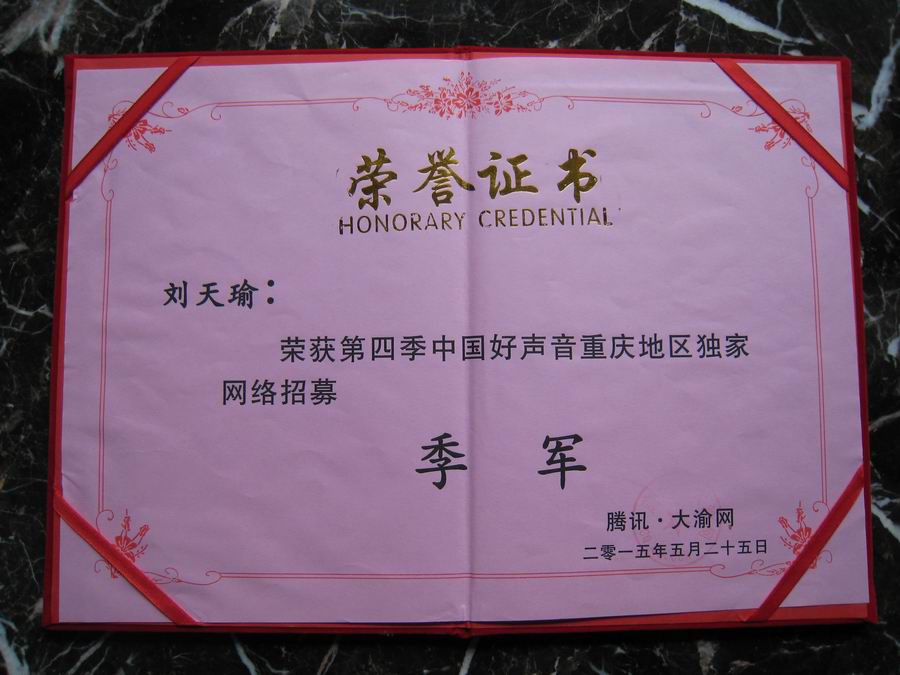 荣誉证书
HONORARY CREDENTIAL
刘天瑜：
荣获第四季中国好声音重庆地区独家
网络招募
季 军
腾讯·大渝网
二零一五年五月二十五日